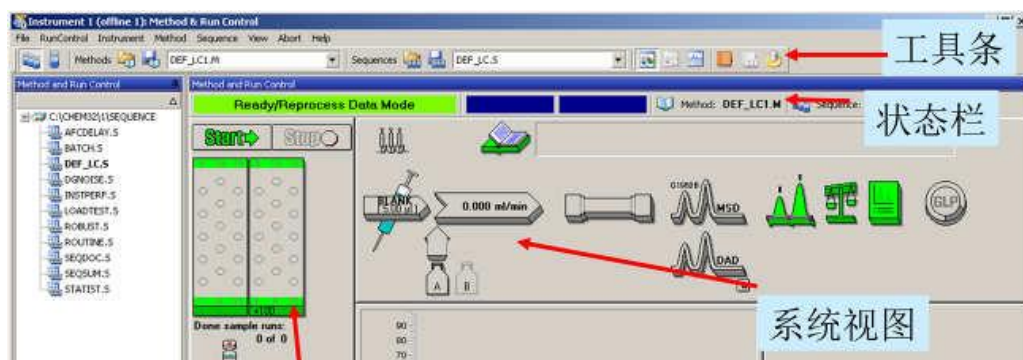 Instrument 1 (offline 1): Method & Run Control
File RunControl Instrument Method Sequence View Abort Help
Methods DEF_LC1.M Sequences DEF_LC.S
工具条
Method and Run Control
Method and Run Control
Ready/Reprocess Data Mode
Method: DEF_LC1.M Sequence:
状态栏
C:\CHEM32\1\SEQUENCE
AFCDELAY.S
BATCH.S
DEF_LC.S
DGNOISE.S
INSTPERF.S
LOADTEST.S
ROBUST.S
ROUTINE.S
SEQDOC.S
SEQSUM.S
STATIST.S
Start
Stop
BLANK
0.000 ml/min
MSD
GLP
DAD
A B
系统视图
Done sample runs:
0 of 0
90
80
70